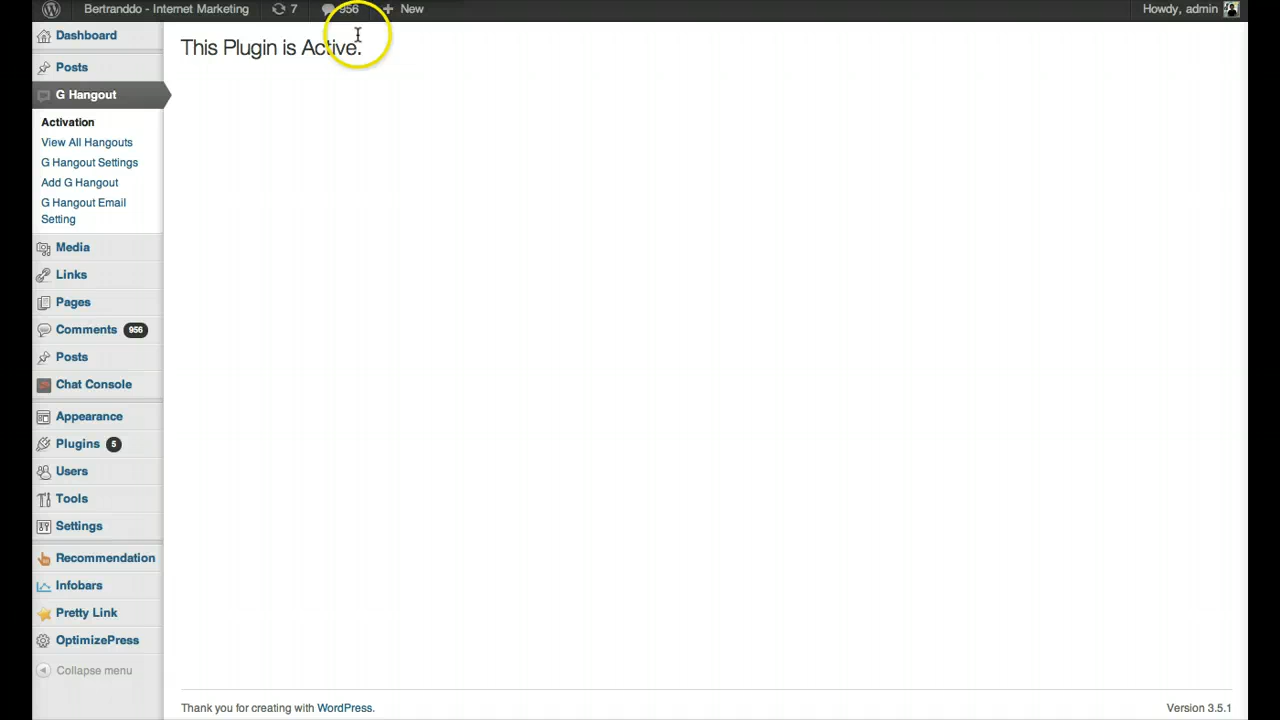 Bertranddo - Internet Marketing
7
956
New
Howdy, admin
Dashboard
Posts
G Hangout
Activation
View All Hangouts
G Hangout Settings
Add G Hangout
G Hangout Email
Setting
Media
Links
Pages
Comments 956
Posts
Chat Console
Appearance
Plugins 5
Users
Tools
Settings
Recommendation
Infobars
Pretty Link
OptimizePress
Collapse menu
This Plugin is Active.
Thank you for creating with WordPress.
Version 3.5.1